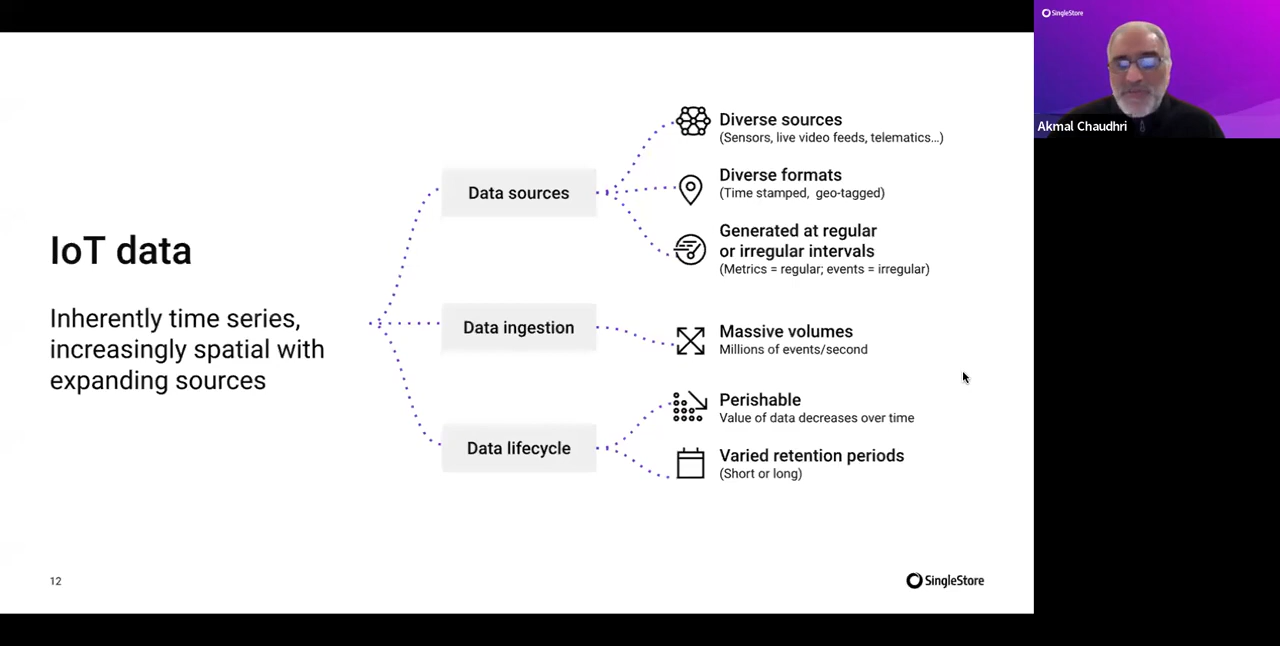 IoT data
Inherently time series,
increasingly spatial with
expanding sources
Data sources
Diverse sources
(Sensors, live video feeds, telematics...)
Diverse formats
(Time stamped, geo-tagged)
Generated at regular
or irregular intervals
(Metrics = regular; events = irregular)
Data ingestion
Massive volumes
Millions of events/second
Data lifecycle
Perishable
Value of data decreases over time
Varied retention periods
(Short or long)
12
SingleStore
SingleStore
Akmal Chaudhri